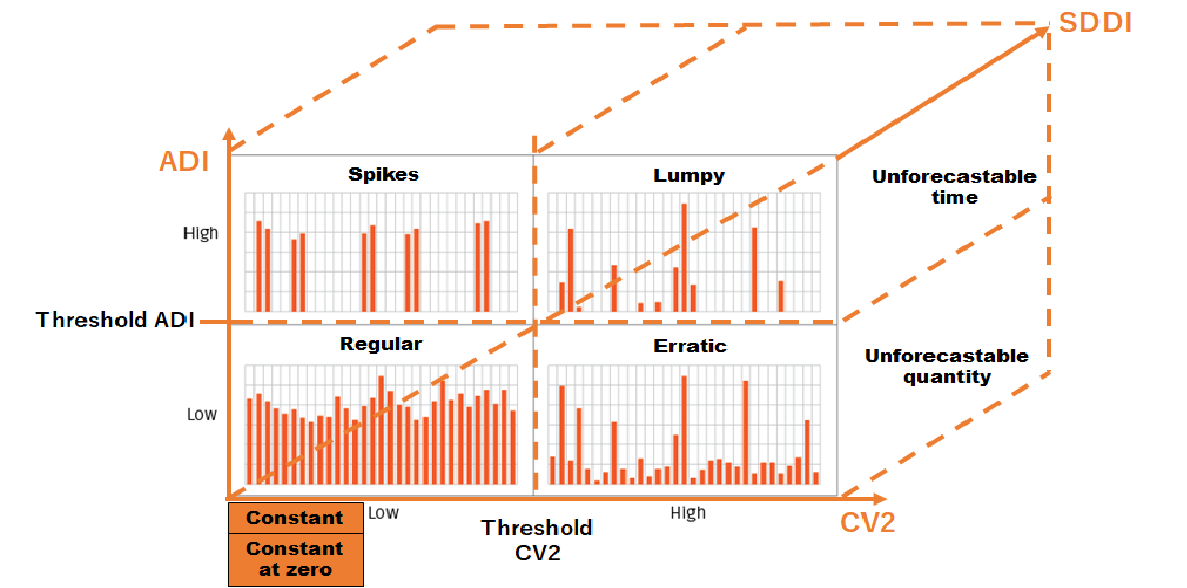 SDDI
ADI
Spikes
Lumpy
Unforecastable
time
High
Threshold ADI
Regular
Erratic
Unforecastable
quantity
Low
Constant
Low
High
Threshold
CV2
CV2
Constant
at zero